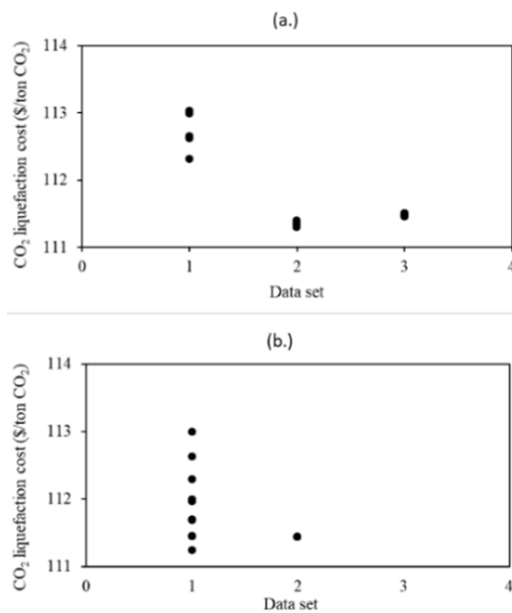 (a.)
CO₂ liquefaction cost ($/ton CO₂)
114
113
112
111
0 1 2 3 4
Data set
(b.)
CO₂ liquefaction cost ($/ton CO₂)
114
113
112
111
0 1 2 3 4
Data set